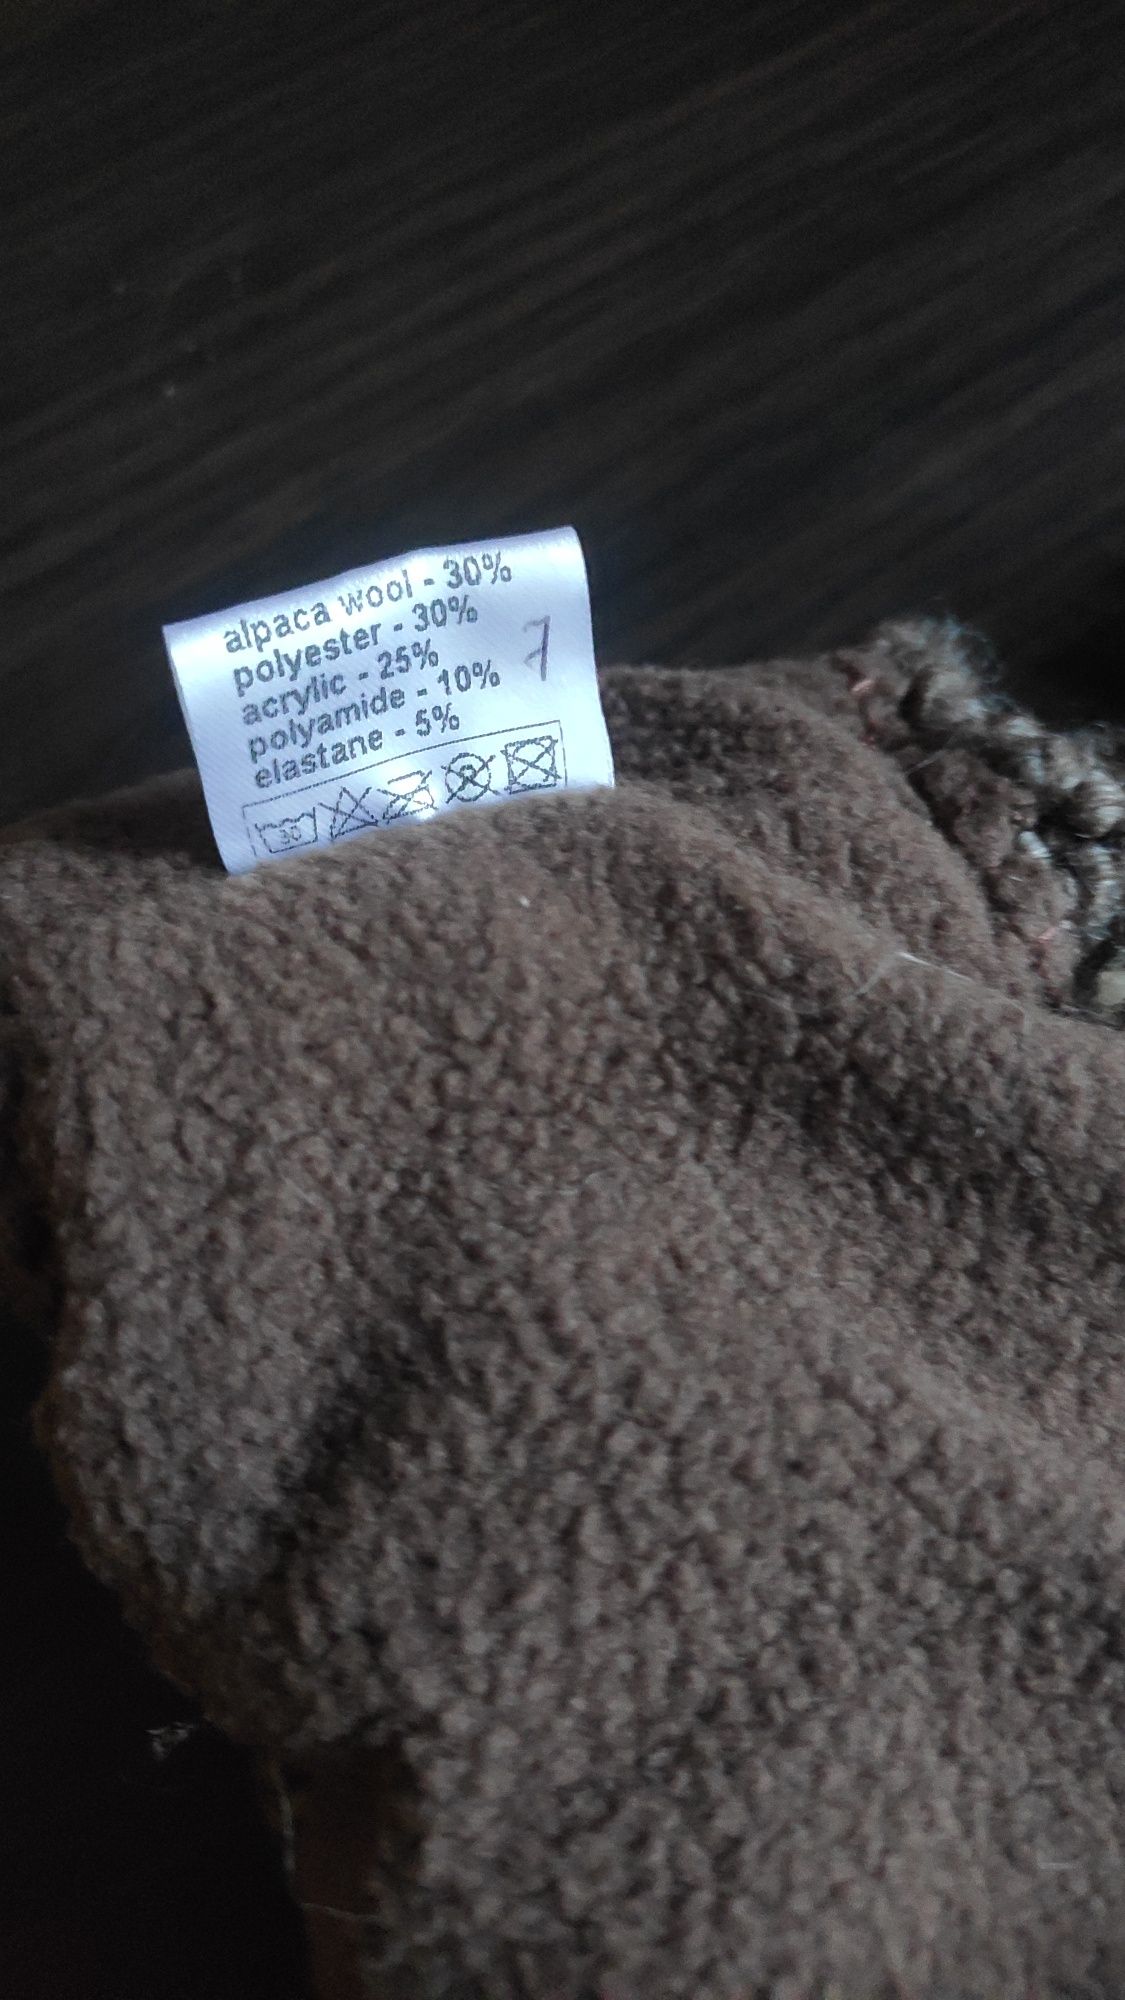 alpaca wool - 30%
polyester - 30%
acrylic - 25%
polyamide - 10%
elastane - 5%
7
30